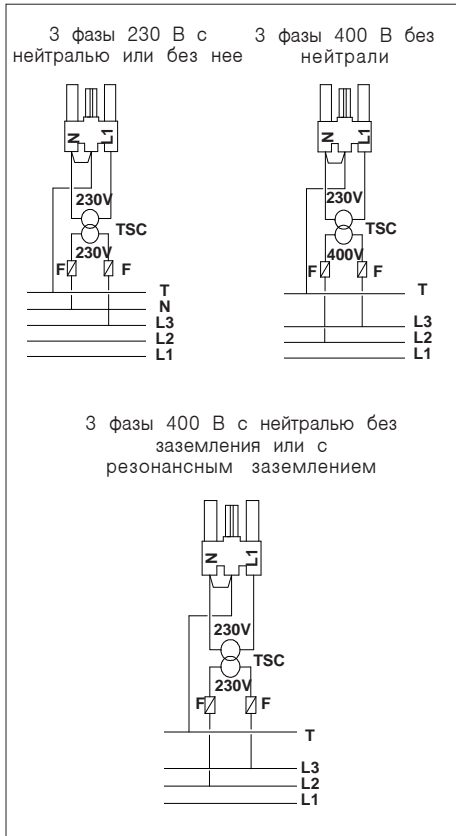 3 фазы 230 В с
нейтралью или без нее
N L1
230V
TSC
230V
F F
T
N
L3
L2
L1
3 фазы 400 В без
нейтрали
N L1
230V
TSC
400V
F F
T
L3
L2
L1
3 фазы 400 В с нейтралью без
заземления или с
резонансным заземлением
N L1
230V
TSC
230V
F F
T
L3
L2
L1